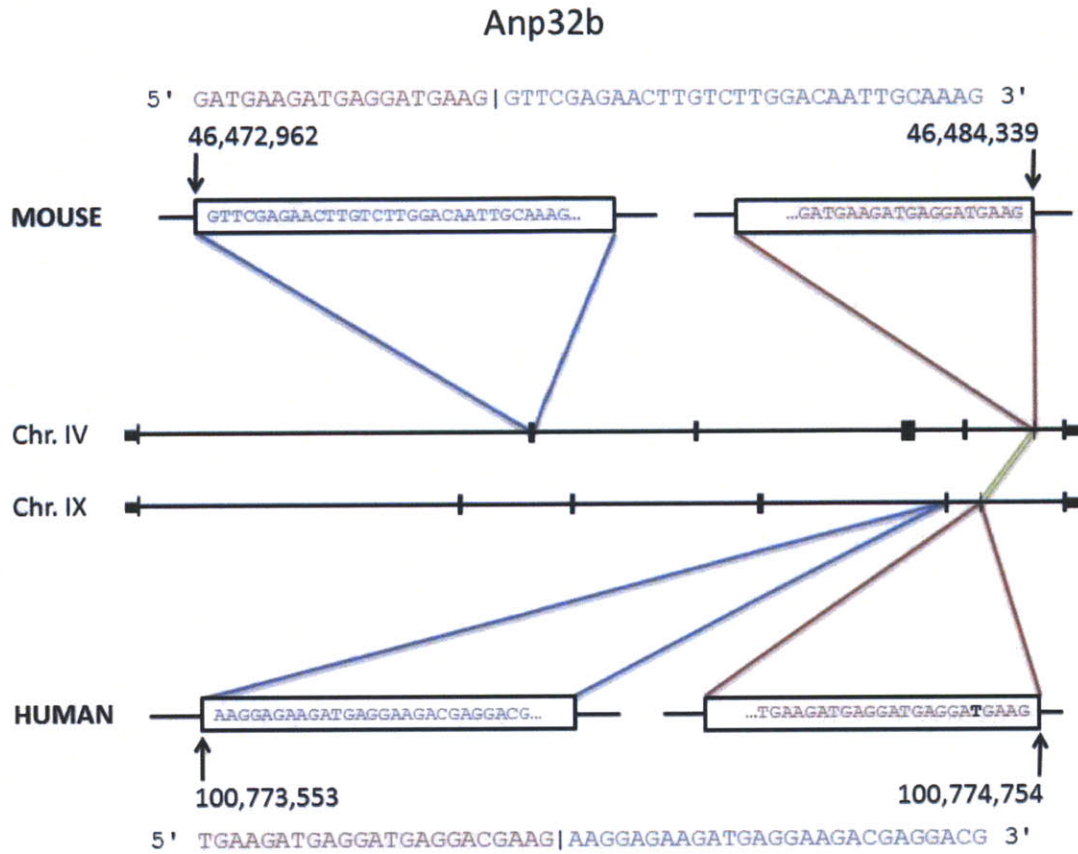 Anp32b
5' GATGAAGATGAGGATGAAG|GTTCGAGAACTTGTCTTGGACAATTGCAAAG 3'
46,472,962 46,484,339
MOUSE GTTCGAGAACTTGTCTTGGACAATTGCAAAG... ...GATGAAGATGAGGATGAAG
Chr. IV
Chr. IX
HUMAN AAGGAGAAGATGAGGAAGACGAGGACG... ...TGAAGATGAGGATGAGGATGAAG
100,773,553 100,774,754
5' TGAAGATGAGGATGAGGACGAAG|AAGGAGAAGATGAGGAAGACGAGGACG 3'